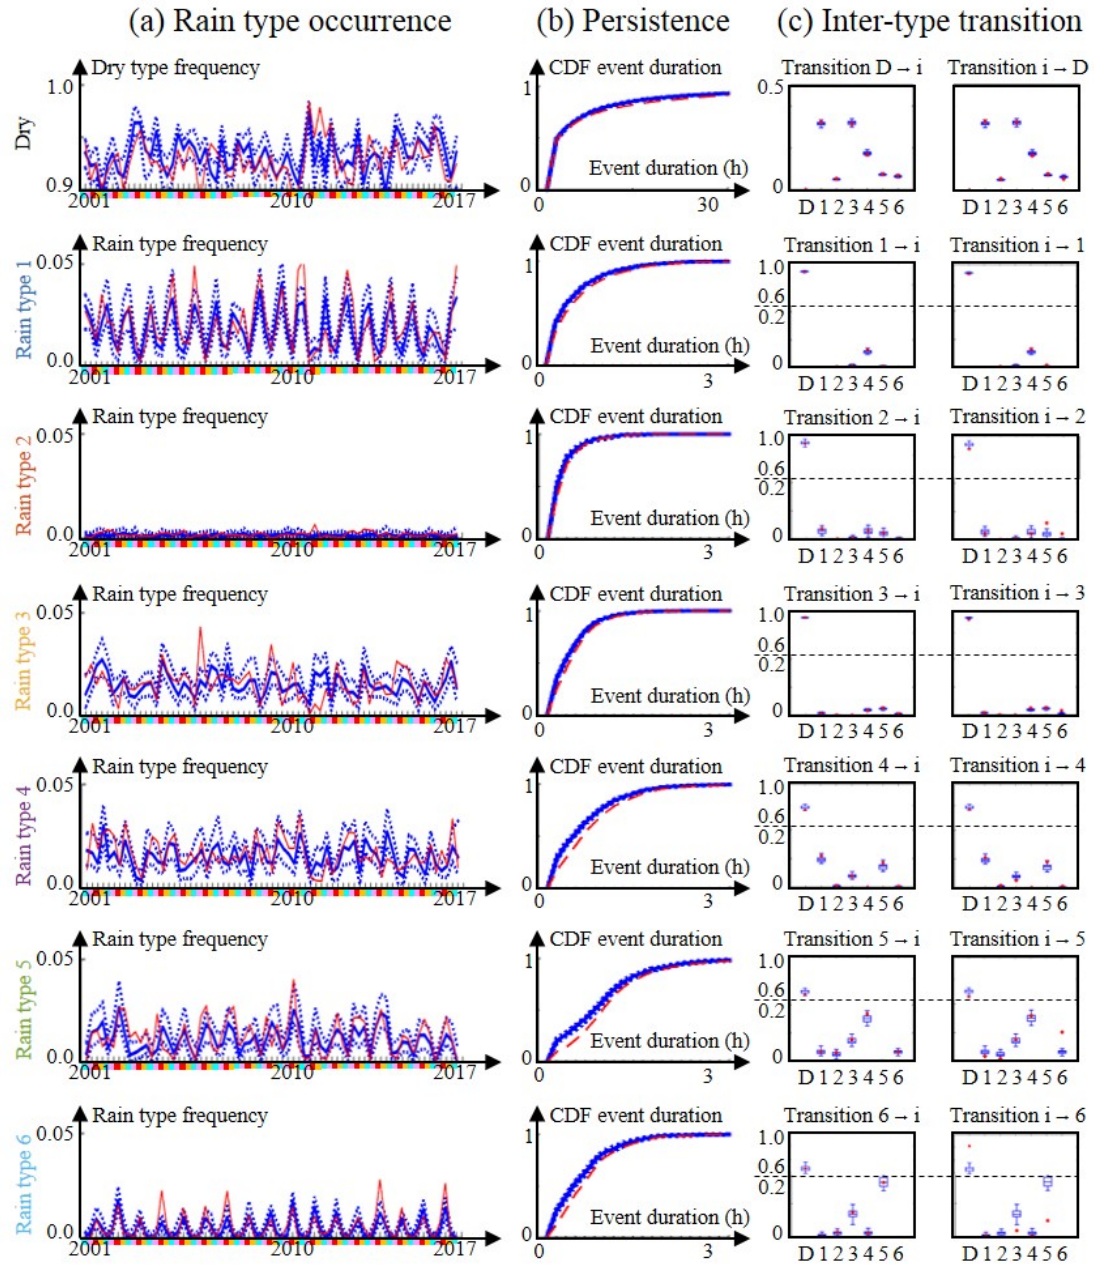 (a) Rain type occurrence (b) Persistence (c) Inter-type transition
Dry
Dry type frequency
1.0
0.9
2001 2010 2017
CDF event duration
1
0
Event duration (h)
0 30
Transition D → i
0.5
0
D 1 2 3 4 5 6
Transition i → D
D 1 2 3 4 5 6
Rain type 1
Rain type frequency
0.05
0.0
2001 2010 2017
CDF event duration
1
0
Event duration (h)
0 3
Transition 1 → i
1.0
0.6
0.2
D 1 2 3 4 5 6
Transition i → 1
D 1 2 3 4 5 6
Rain type 2
Rain type frequency
0.05
0.0
2001 2010 2017
CDF event duration
1
0
Event duration (h)
0 3
Transition 2 → i
1.0
0.6
0.2
0
D 1 2 3 4 5 6
Transition i → 2
D 1 2 3 4 5 6
Rain type 3
Rain type frequency
0.05
0.0
2001 2010 2017
CDF event duration
1
0
Event duration (h)
0 3
Transition 3 → i
1.0
0.6
0.2
0
D 1 2 3 4 5 6
Transition i → 3
D 1 2 3 4 5 6
Rain type 4
Rain type frequency
0.05
0.0
2001 2010 2017
CDF event duration
1
0
Event duration (h)
0 3
Transition 4 → i
1.0
0.6
0.2
0
D 1 2 3 4 5 6
Transition i → 4
D 1 2 3 4 5 6
Rain type 5
Rain type frequency
0.05
0.0
2001 2010 2017
CDF event duration
1
0
Event duration (h)
0 3
Transition 5 → i
1.0
0.6
0.2
0
D 1 2 3 4 5 6
Transition i → 5
D 1 2 3 4 5 6
Rain type 6
Rain type frequency
0.05
0.0
2001 2010 2017
CDF event duration
1
0
Event duration (h)
0 3
Transition 6 → i
1.0
0.6
0.2
0
D 1 2 3 4 5 6
Transition i → 6
D 1 2 3 4 5 6